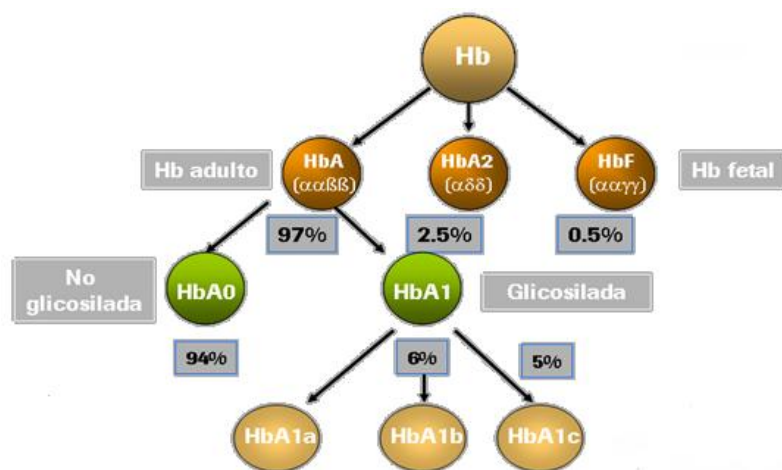 Hb
Hb adulto
HbA
(ααßß)
HbA2
(αδδ)
HbF
(ααγγ)
Hb fetal
97%
2.5%
0.5%
No
glicosilada
HbA0
HbA1
Glicosilada
94%
6%
5%
HbA1a
HbA1b
HbA1c